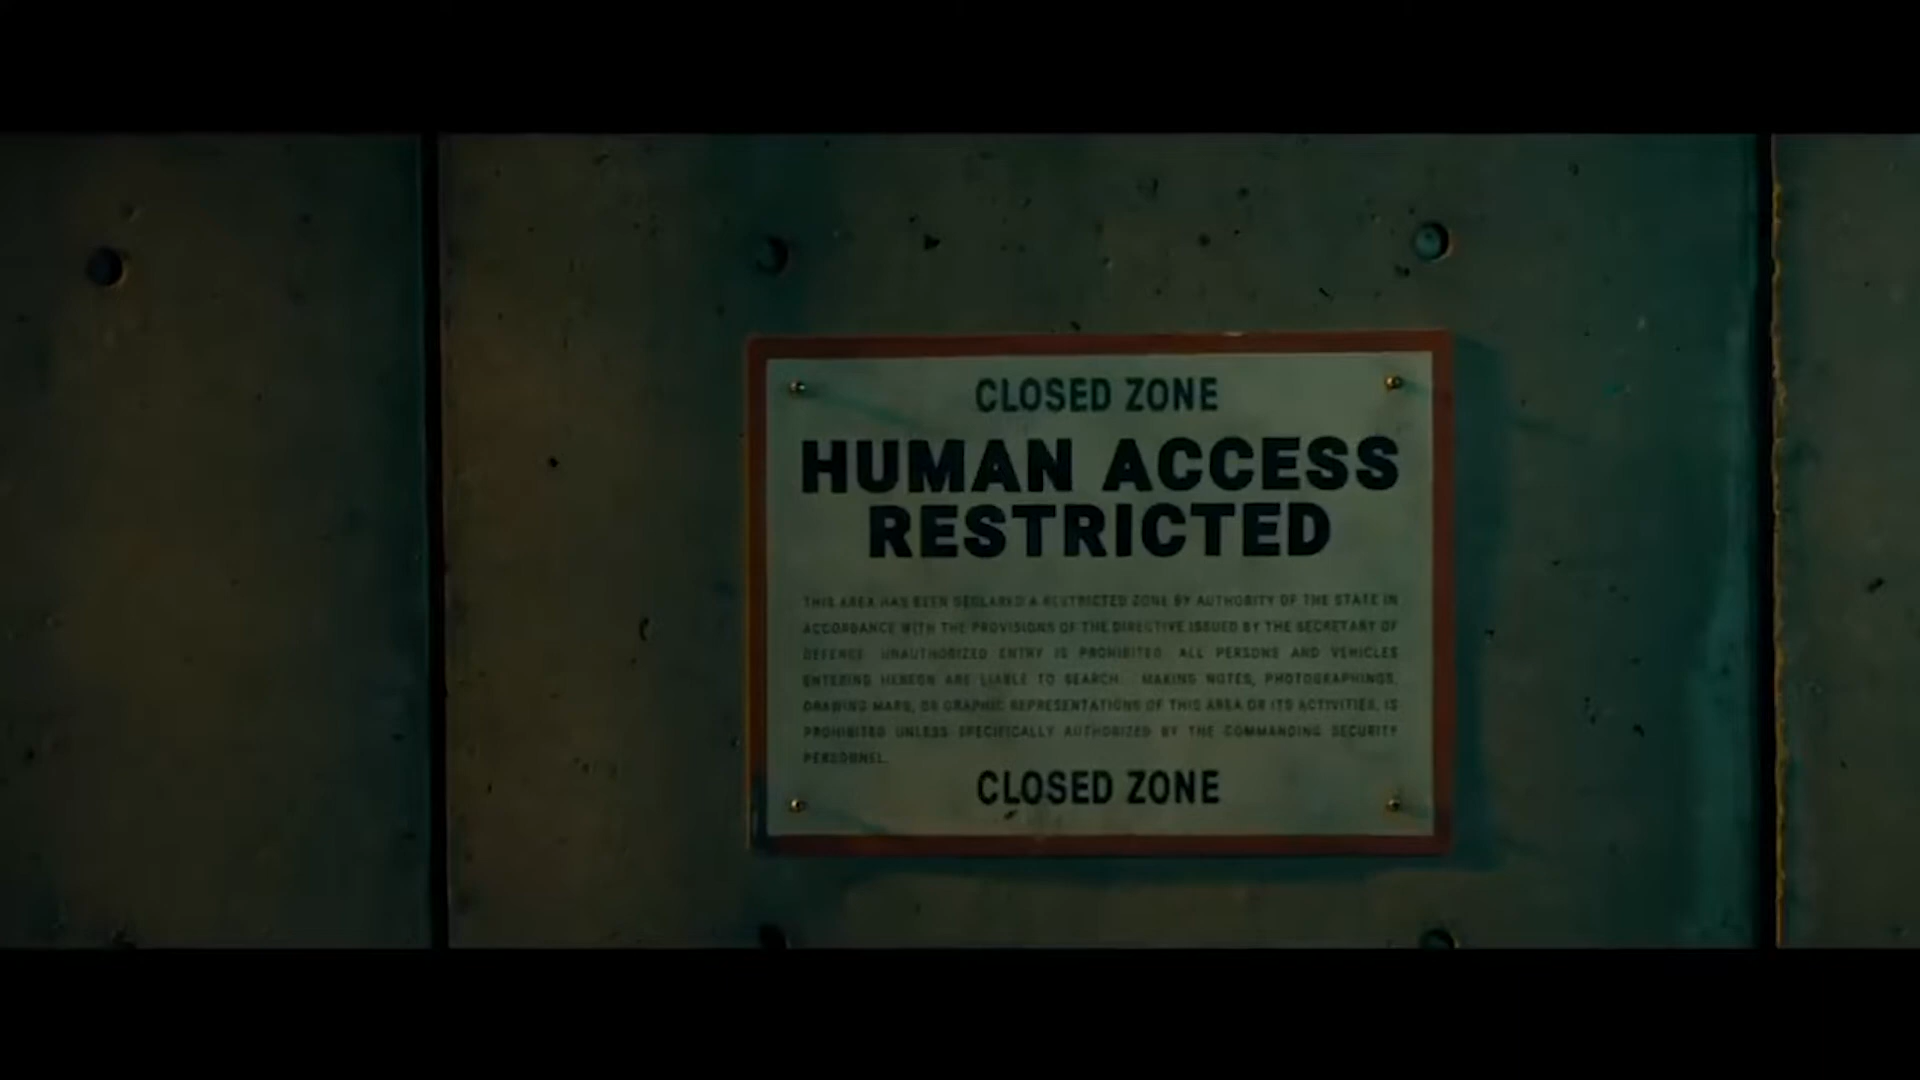 CLOSED ZONE
HUMAN ACCESS
RESTRICTED
THIS AREA HAS BEEN DECLARED A RESTRICTED ZONE BY AUTHORITY OF THE STATE IN
ACCORDANCE WITH THE PROVISIONS OF THE DIRECTIVE ISSUED BY THE SECRETARY OF
DEFENCE. UNAUTHORIZED ENTRY IS PROHIBITED. ALL PERSONS AND VEHICLES
ENTERING HEREON ARE LIABLE TO SEARCH. MAKING NOTES, PHOTOGRAPHINGS,
DRAWING MAPS, OR GRAPHIC REPRESENTATIONS OF THIS AREA OR ITS ACTIVITIES, IS
PROHIBITED UNLESS SPECIFICALLY AUTHORIZED BY THE COMMANDING SECURITY
PERSONNEL.
CLOSED ZONE